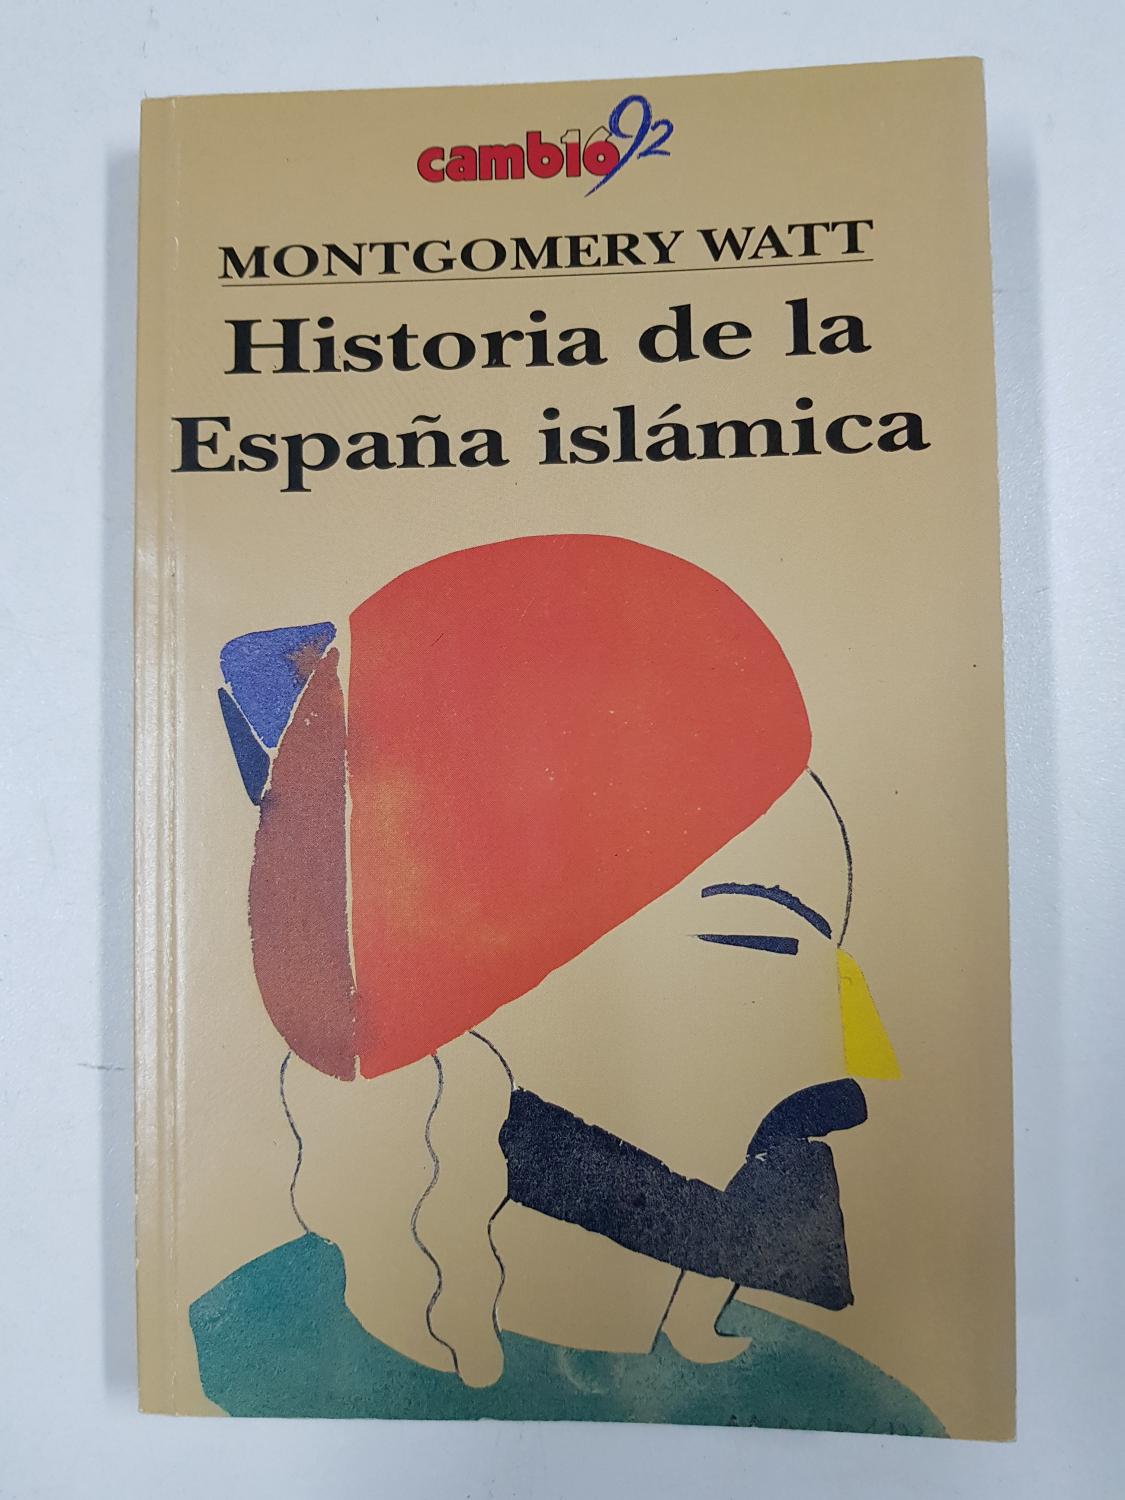 cambio16 92
MONTGOMERY WATT
Historia de la
España islámica